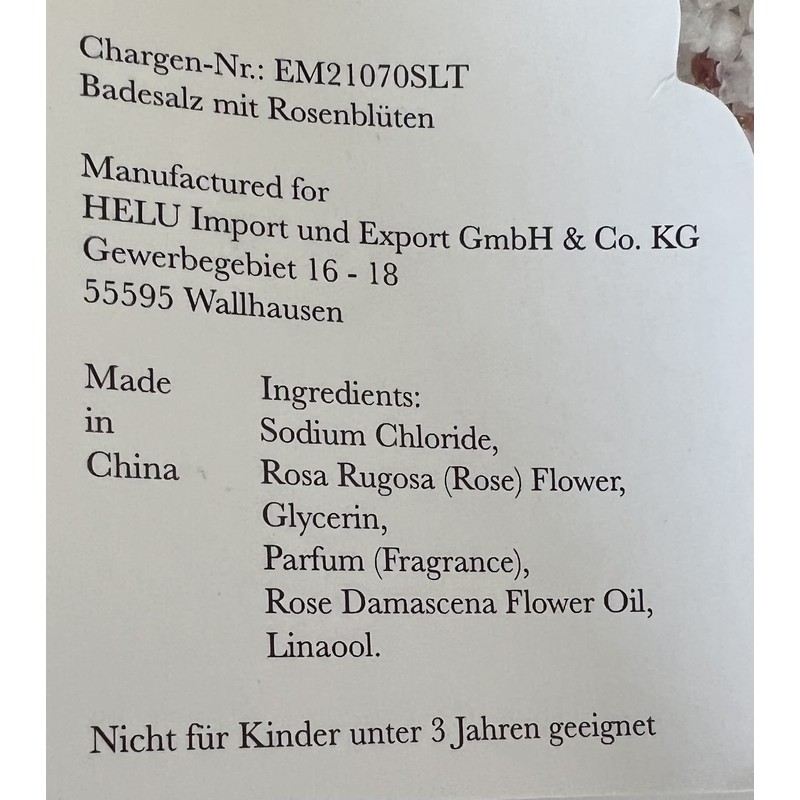 Chargen-Nr.: EM21070SLT
Badesalz mit Rosenblüten
Manufactured for
HELU Import und Export GmbH & Co. KG
Gewerbegebiet 16 - 18
55595 Wallhausen
Made
in
China
Ingredients:
Sodium Chloride,
Rosa Rugosa (Rose) Flower,
Glycerin,
Parfum (Fragrance),
Rose Damascena Flower Oil,
Linaool.
Nicht für Kinder unter 3 Jahren geeignet